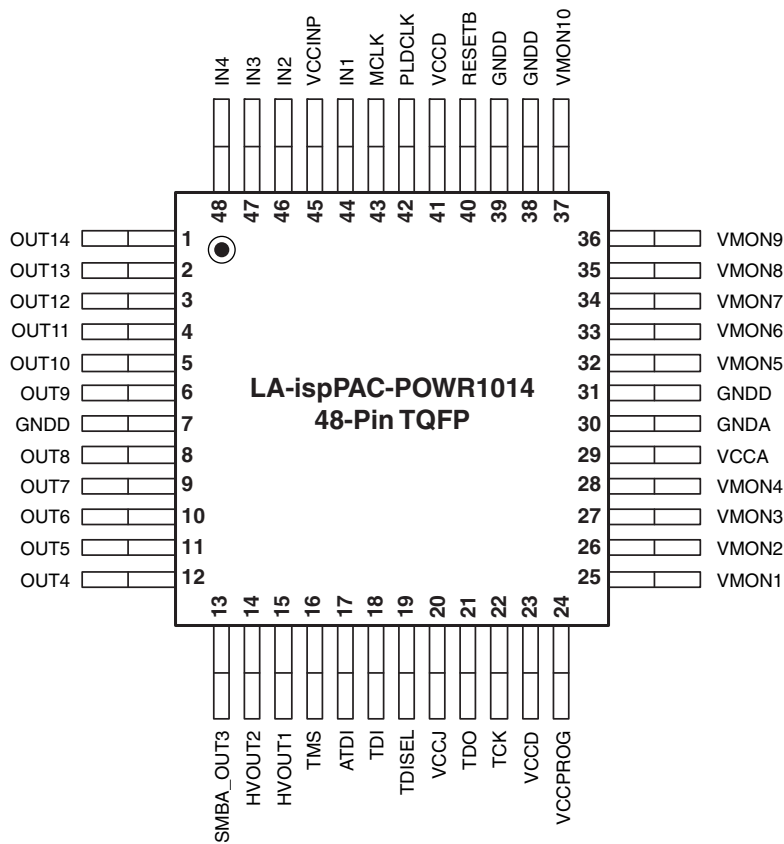 IN4
IN3
IN2
VCCINP
IN1
MCLK
PLDCLK
VCCD
RESETB
GNDD
GNDD
VMON10
48
47
46
45
44
43
42
41
40
39
38
37
OUT14 1
OUT13 2
OUT12 3
OUT11 4
OUT10 5
OUT9 6
GNDD 7
OUT8 8
OUT7 9
OUT6 10
OUT5 11
OUT4 12
LA-ispPAC-POWR1014
48-Pin TQFP
36 VMON9
35 VMON8
34 VMON7
33 VMON6
32 VMON5
31 GNDD
30 GNDA
29 VCCA
28 VMON4
27 VMON3
26 VMON2
25 VMON1
13
14
15
16
17
18
19
20
21
22
23
24
SMBA_OUT3
HVOUT2
HVOUT1
TMS
ATDI
TDI
TDISEL
VCCJ
TDO
TCK
VCCD
VCCPROG